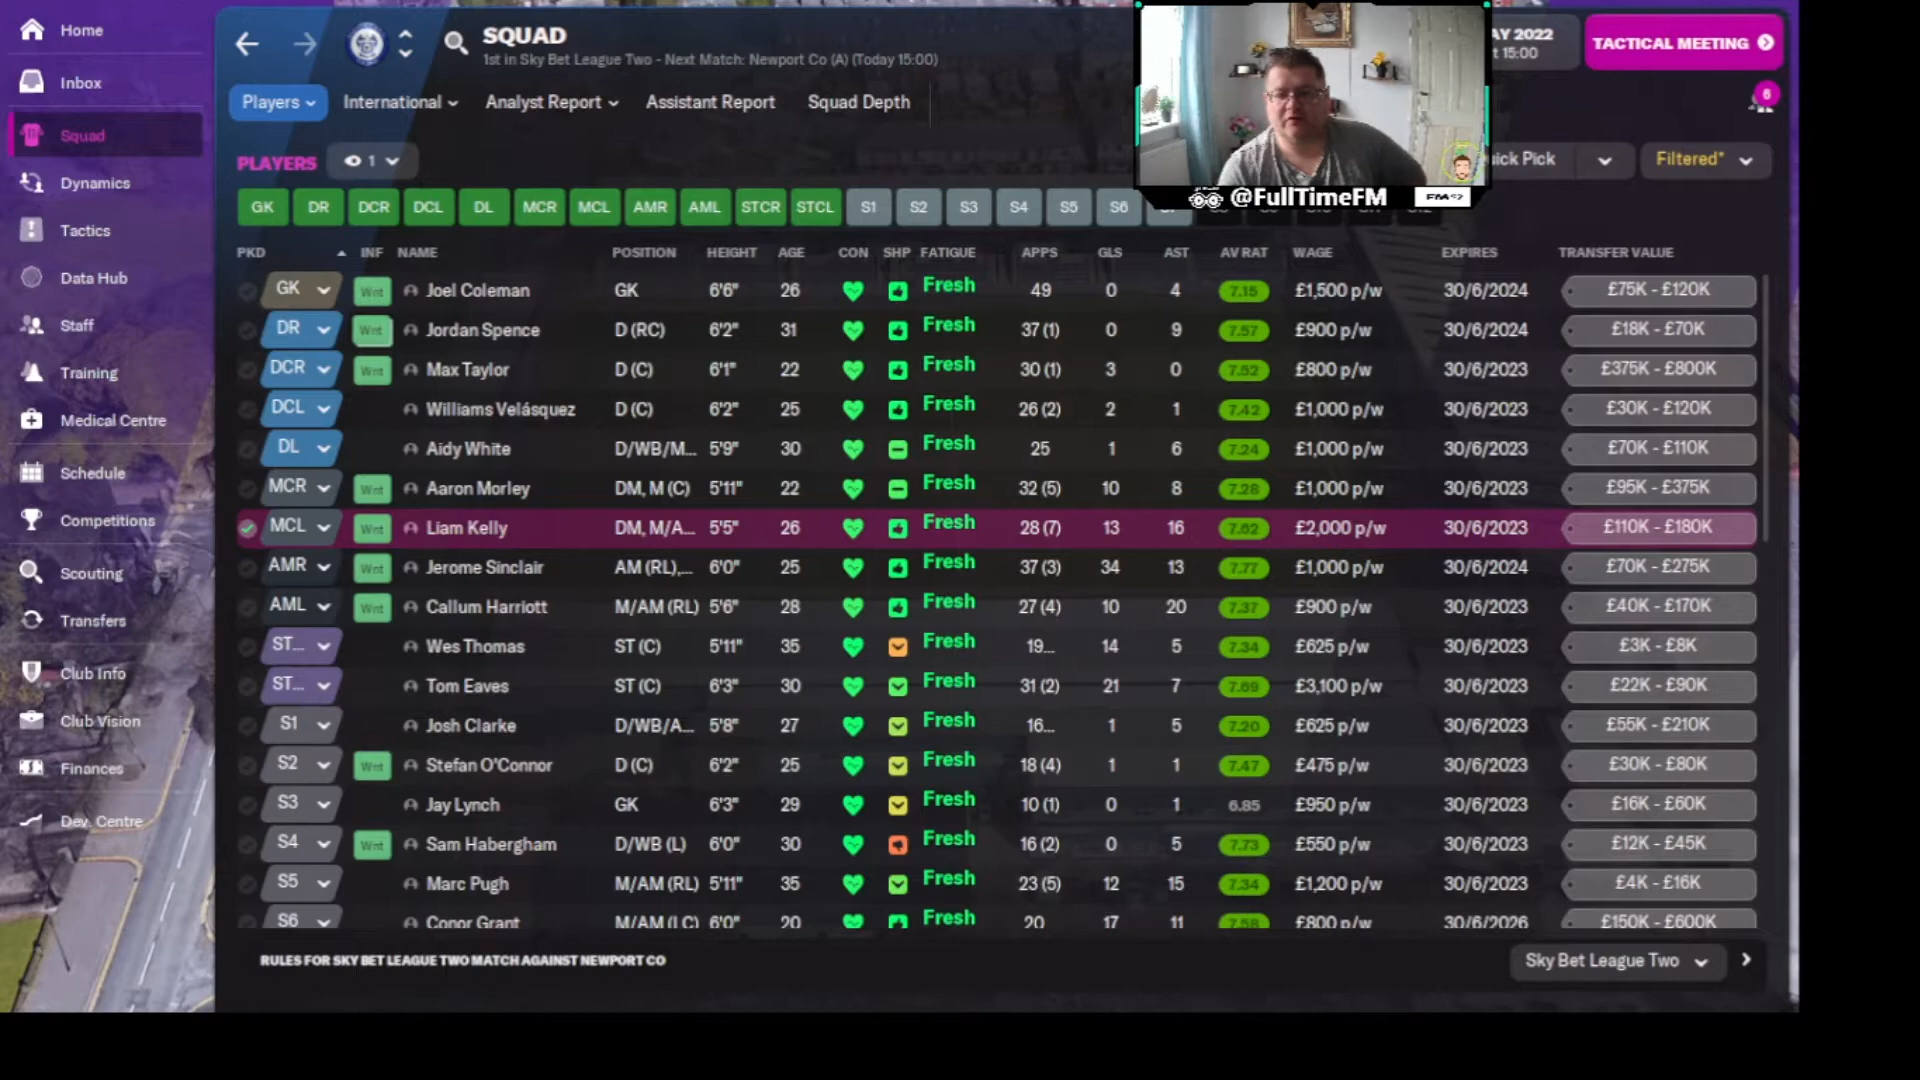 Home
Inbox
Squad
Dynamics
Tactics
Data Hub
Staff
Training
Medical Centre
Schedule
Competitions
Scouting
Transfers
Club Info
Club Vision
Finances
Dev. Centre
SQUAD
1st in Sky Bet League Two - Next Match: Newport Co (A) (Today 15:00)
AY 2022
t 15:00
TACTICAL MEETING
6
Players International Analyst Report Assistant Report Squad Depth
PLAYERS 1
uick Pick Filtered*
@FullTimeFM
GK DR DCR DCL DL MCR MCL AMR AML STCR STCL S1 S2 S3 S4 S5 S6
PKD INF NAME POSITION HEIGHT AGE CON SHP FATIGUE APPS GLS AST AV RAT WAGE EXPIRES TRANSFER VALUE
GK Wnt Joel Coleman GK 6'6" 26 Fresh 49 0 4 7.15 £1,500 p/w 30/6/2024 £75K - £120K
DR Wnt Jordan Spence D (RC) 6'2" 31 Fresh 37 (1) 0 9 7.57 £900 p/w 30/6/2024 £18K - £70K
DCR Wnt Max Taylor D (C) 6'1" 22 Fresh 30 (1) 3 0 7.52 £800 p/w 30/6/2023 £375K - £800K
DCL Williams Velásquez D (C) 6'2" 25 Fresh 26 (2) 2 1 7.42 £1,000 p/w 30/6/2023 £30K - £120K
DL Aidy White D/WB/M... 5'9" 30 Fresh 25 1 6 7.24 £1,000 p/w 30/6/2023 £70K - £110K
MCR Wnt Aaron Morley DM, M (C) 5'11" 22 Fresh 32 (5) 10 8 7.28 £1,000 p/w 30/6/2023 £95K - £375K
MCL Wnt Liam Kelly DM, M/A... 5'5" 26 Fresh 28 (7) 13 16 7.62 £2,000 p/w 30/6/2023 £110K - £180K
AMR Wnt Jerome Sinclair AM (RL),... 6'0" 25 Fresh 37 (3) 34 13 7.77 £1,000 p/w 30/6/2024 £70K - £275K
AML Wnt Callum Harriott M/AM (RL) 5'6" 28 Fresh 27 (4) 10 20 7.37 £900 p/w 30/6/2023 £40K - £170K
ST... Wes Thomas ST (C) 5'11" 35 Fresh 19... 14 5 7.34 £625 p/w 30/6/2023 £3K - £8K
ST... Tom Eaves ST (C) 6'3" 30 Fresh 31 (2) 21 7 7.69 £3,100 p/w 30/6/2023 £22K - £90K
S1 Josh Clarke D/WB/A... 5'8" 27 Fresh 16... 1 5 7.20 £625 p/w 30/6/2023 £55K - £210K
S2 Wnt Stefan O'Connor D (C) 6'2" 25 Fresh 18 (4) 1 1 7.47 £475 p/w 30/6/2023 £30K - £80K
S3 Jay Lynch GK 6'3" 29 Fresh 10 (1) 0 1 6.85 £950 p/w 30/6/2023 £16K - £60K
S4 Wnt Sam Habergham D/WB (L) 6'0" 30 Fresh 16 (2) 0 5 7.73 £550 p/w 30/6/2023 £12K - £45K
S5 Marc Pugh M/AM (RL) 5'11" 35 Fresh 23 (5) 12 15 7.34 £1,200 p/w 30/6/2023 £4K - £16K
S6 Conor Grant M/AM (LC) 6'0" 20 Fresh 20 17 11 7.58 £800 p/w 30/6/2026 £150K - £600K
RULES FOR SKY BET LEAGUE TWO MATCH AGAINST NEWPORT CO
Sky Bet League Two